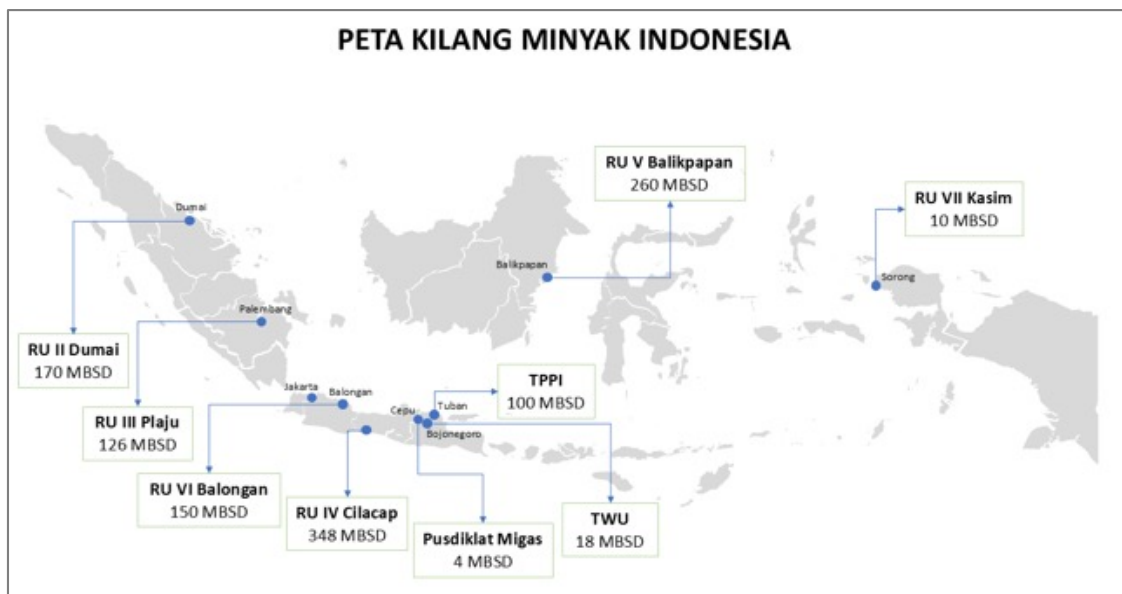 PETA KILANG MINYAK INDONESIA
RU V Balikpapan
260 MBSD
RU VII Kasim
10 MBSD
Dumai
Balikpapan
Sorong
Palembang
RU II Dumai
170 MBSD
Jakarta
Balongan
TPPI
100 MBSD
Cepu
Tuban
Bojonegoro
RU III Plaju
126 MBSD
RU VI Balongan
150 MBSD
RU IV Cilacap
348 MBSD
Pusdiklat Migas
4 MBSD
TWU
18 MBSD